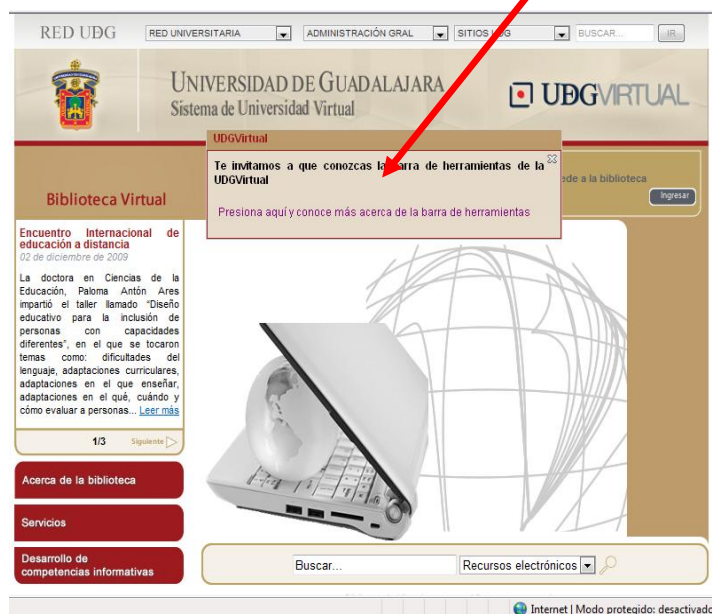 RED UDG RED UNIVERSITARIA ADMINISTRACIÓN GRAL SITIOS BUSCAR... IR
UNIVERSIDAD DE GUADALAJARA
Sistema de Universidad Virtual
UDGVIRTUAL
UDGVirtual
Te invitamos a que conozcas la barra de herramientas de la
UDGVirtual
Presiona aquí y conoce más acerca de la barra de herramientas
a la biblioteca
Ingresar
Biblioteca Virtual
Encuentro Internacional de
educación a distancia
02 de diciembre de 2009
La doctora en Ciencias de la
Educación, Paloma Antón Ares
impartió el taller llamado "Diseño
educativo para la inclusión de
personas con capacidades
diferentes", en el que se tocaron
temas como: dificultades del
lenguaje, adaptaciones curriculares,
adaptaciones en el que enseñar,
adaptaciones en el qué, cuándo y
cómo evaluar a personas... Leer más
1/3 Siguiente
Acerca de la biblioteca
Servicios
Desarrollo de
competencias informativas
Buscar... Recursos electrónicos
Internet | Modo protegido: desactivado